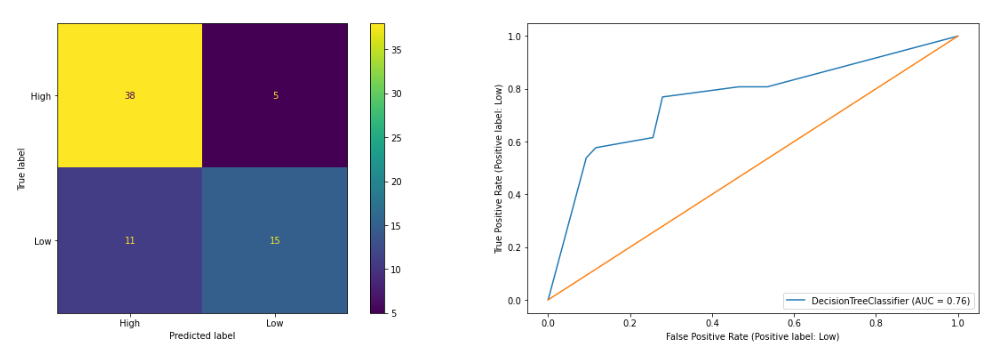 True label
High
Low
38
5
11
15
High
Low
Predicted label
35
30
25
20
15
10
5
True Positive Rate (Positive label: Low)
1.0
0.8
0.6
0.4
0.2
0.0
0.0
0.2
0.4
0.6
0.8
1.0
False Positive Rate (Positive label: Low)
DecisionTreeClassifier (AUC = 0.76)